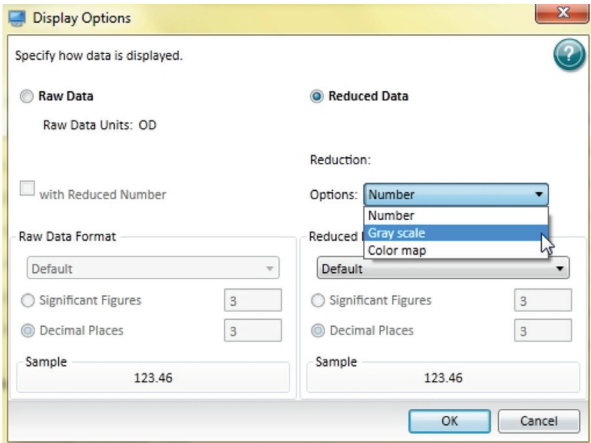 Display Options
X
Specify how data is displayed.
?
Raw Data
Reduced Data
Raw Data Units: OD
Reduction:
with Reduced Number
Options: Number
Number
Gray scale
Color map
Raw Data Format
Reduced
Default
Default
Significant Figures 3
Significant Figures 3
Decimal Places 3
Decimal Places 3
Sample
Sample
123.46
123.46
OK
Cancel